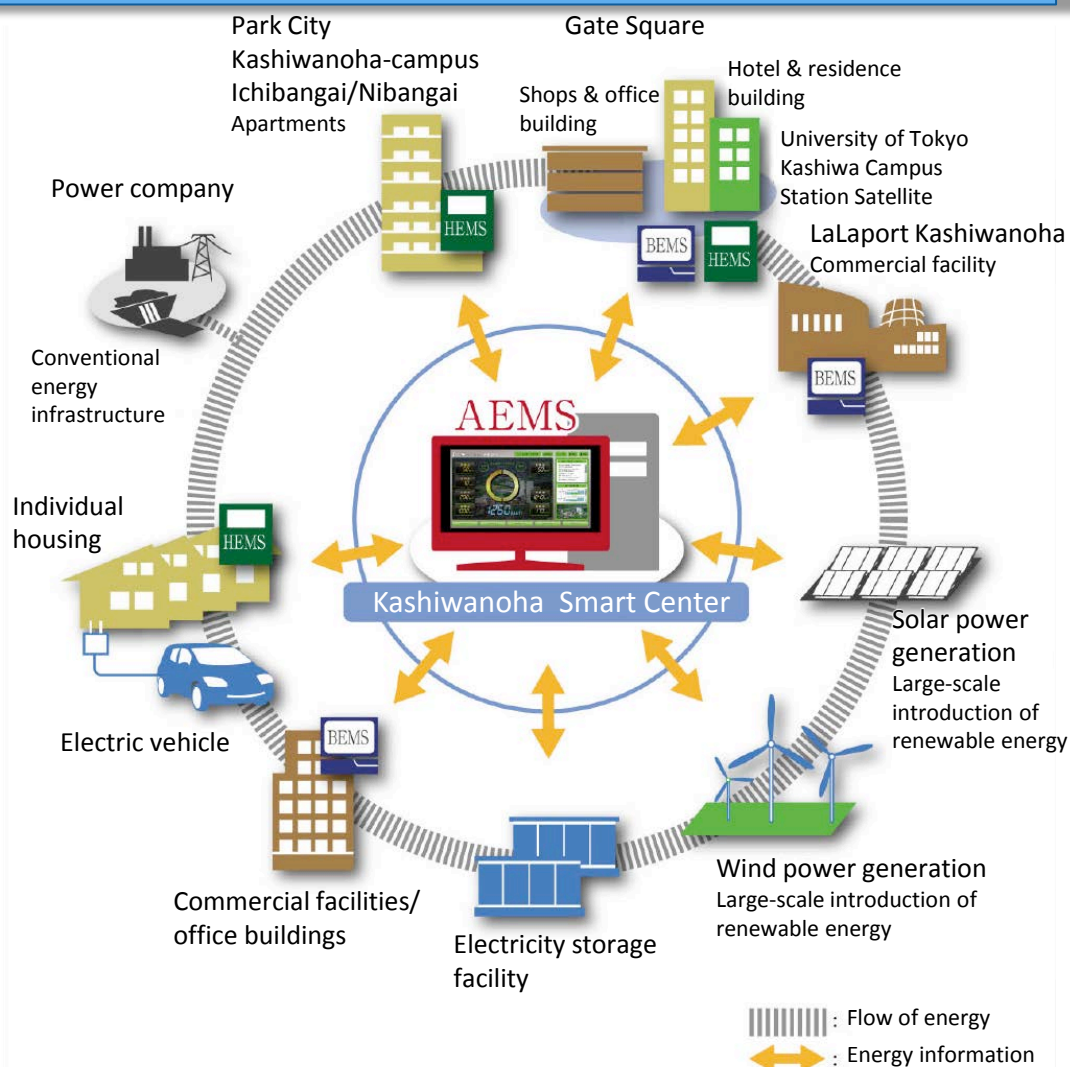 Park City
Kashiwanoha-campus
Ichibangai/Nibangai
Apartments
Gate Square
Shops & office
building
Hotel & residence
building
University of Tokyo
Kashiwa Campus
Station Satellite
Power company
HEMS
BEMS
HEMS
LaLaport Kashiwanoha
Commercial facility
BEMS
Conventional
energy
infrastructure
AEMS
1260
Individual
housing
HEMS
Kashiwanoha Smart Center
Solar power
generation
Large-scale
introduction of
renewable energy
Electric vehicle
BEMS
Wind power generation
Large-scale introduction of
renewable energy
Commercial facilities/
office buildings
Electricity storage
facility
: Flow of energy
: Energy information